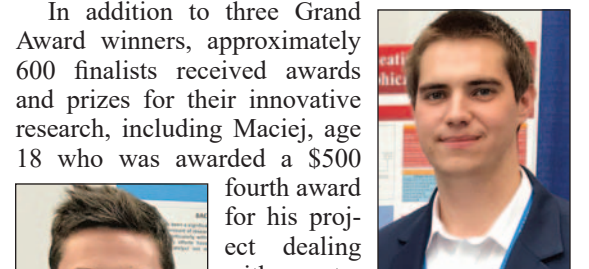 In addition to three Grand
Award winners, approximately
600 finalists received awards
and prizes for their innovative
research, including Maciej, age
18 who was awarded a $500
fourth award
for his proj-
ect dealing